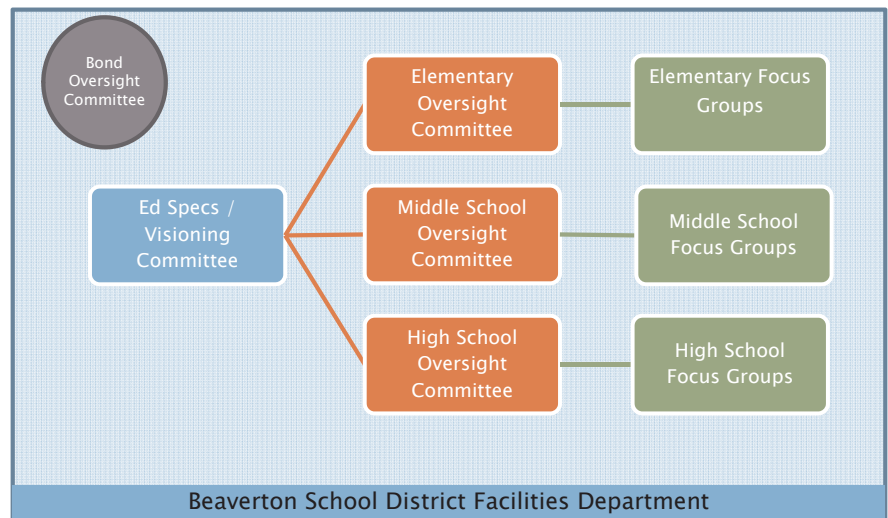 Bond
Oversight
Committee
Elementary
Oversight
Committee
Elementary Focus
Groups
Ed Specs /
Visioning
Committee
Middle School
Oversight
Committee
Middle School
Focus Groups
High School
Oversight
Committee
High School
Focus Groups
Beaverton School District Facilities Department